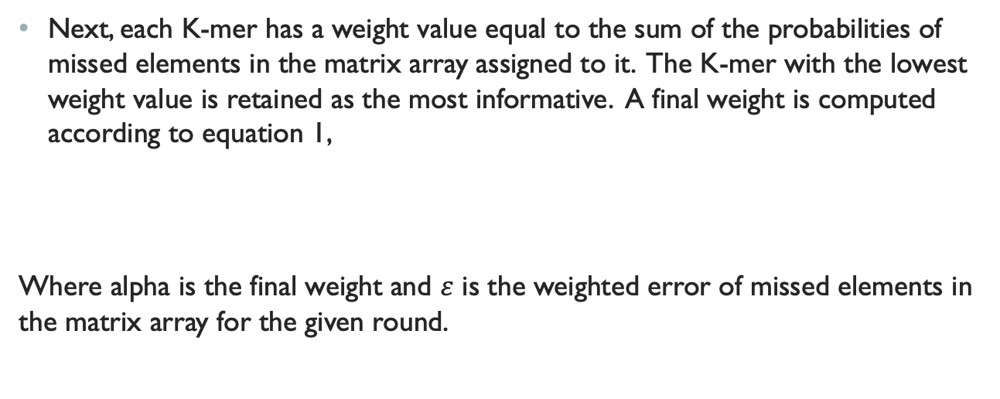 • Next, each K-mer has a weight value equal to the sum of the probabilities of
missed elements in the matrix array assigned to it. The K-mer with the lowest
weight value is retained as the most informative. A final weight is computed
according to equation 1,
Where alpha is the final weight and ε is the weighted error of missed elements in
the matrix array for the given round.